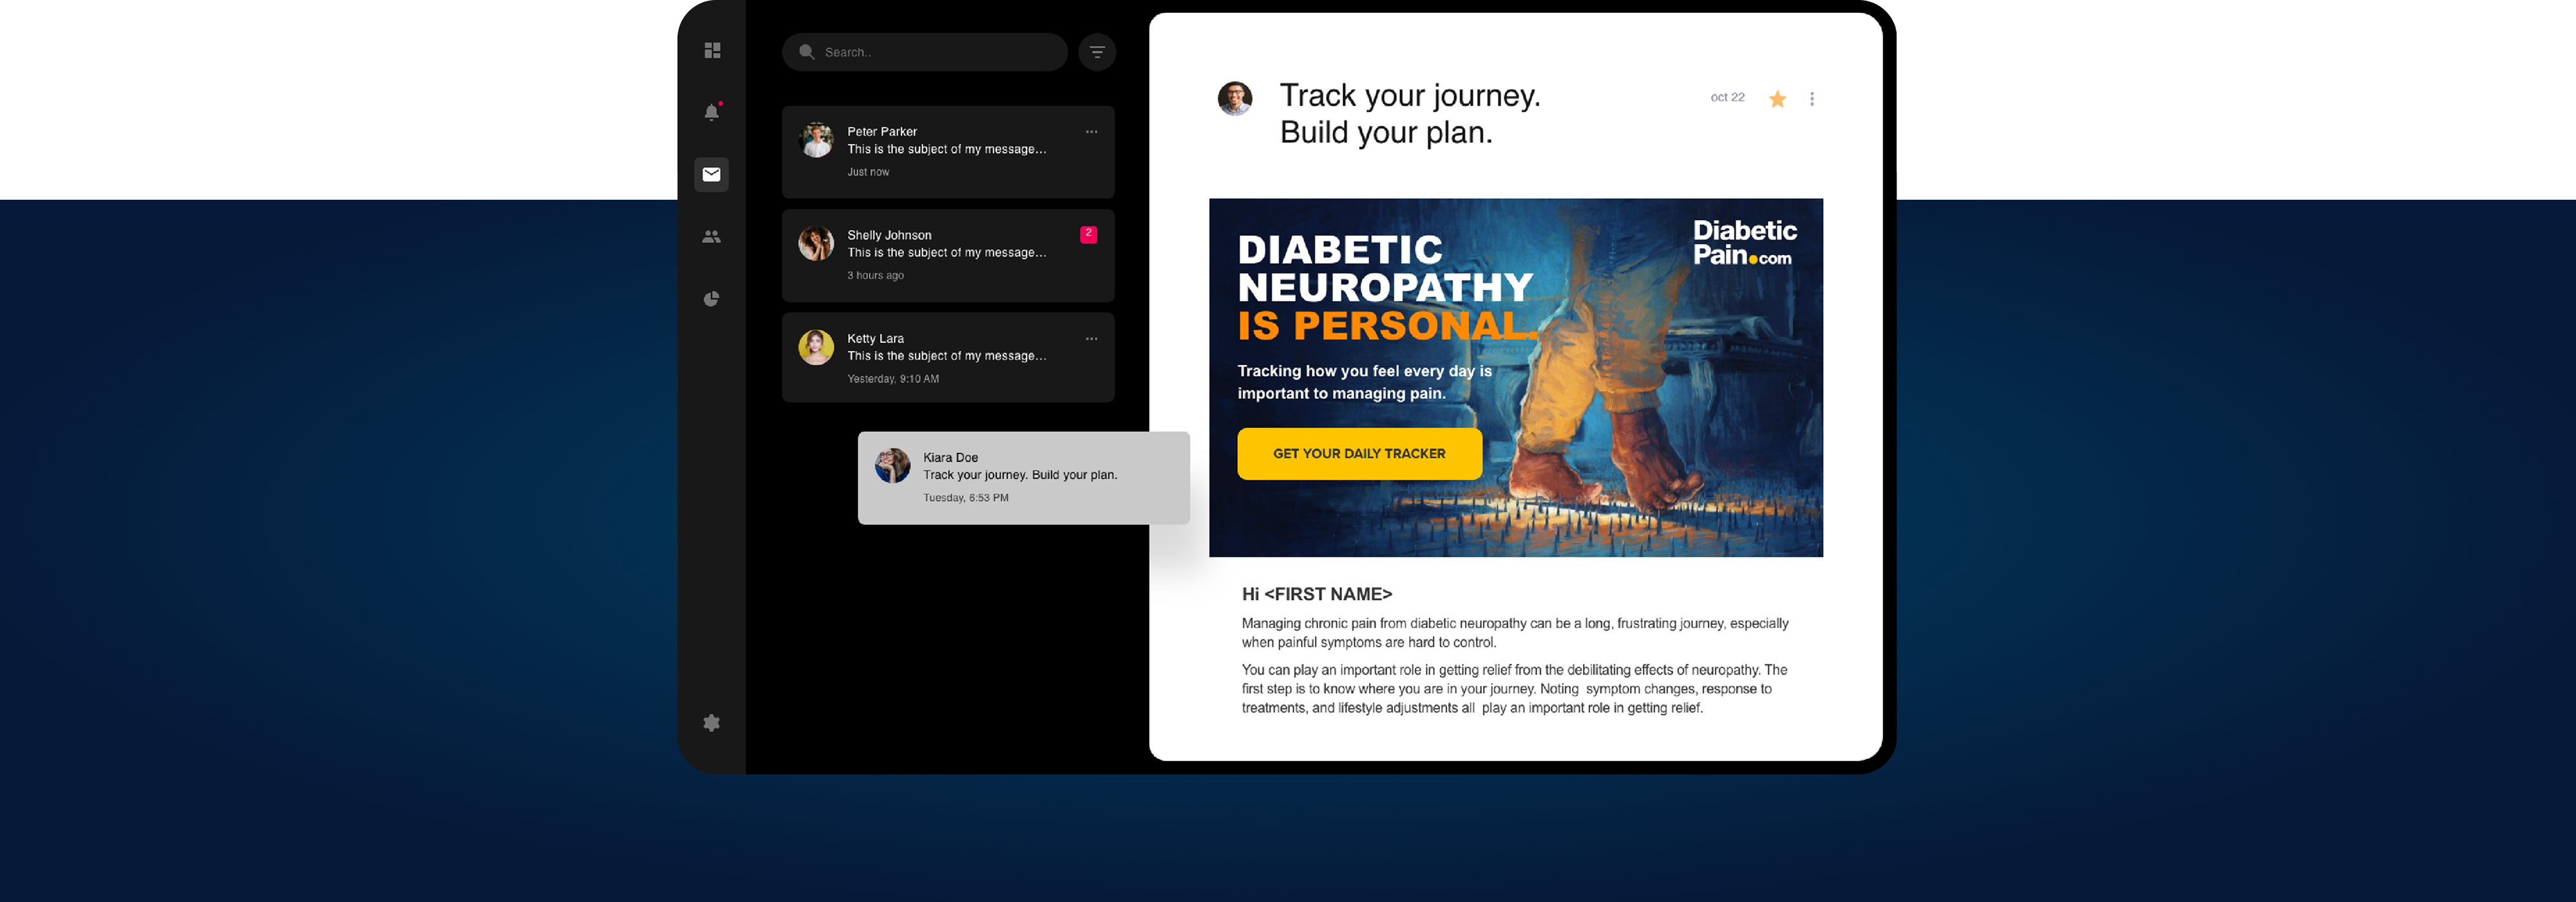 Search..
Peter Parker
This is the subject of my message...
Just now
Shelly Johnson
2
This is the subject of my message...
3 hours ago
Ketty Lara
This is the subject of my message...
Yesterday, 9:10 AM
Kiara Doe
Track your journey. Build your plan.
Tuesday, 6:53 PM
Track your journey.
Build your plan.
oct 22
DIABETIC
NEUROPATHY
IS PERSONAL.
Diabetic
Pain.com
Tracking how you feel every day is
important to managing pain.
GET YOUR DAILY TRACKER
Hi <FIRST NAME>
Managing chronic pain from diabetic neuropathy can be a long, frustrating journey, especially
when painful symptoms are hard to control.
You can play an important role in getting relief from the debilitating effects of neuropathy. The
first step is to know where you are in your journey. Noting  symptom changes, response to
treatments, and lifestyle adjustments all  play an important role in getting relief.